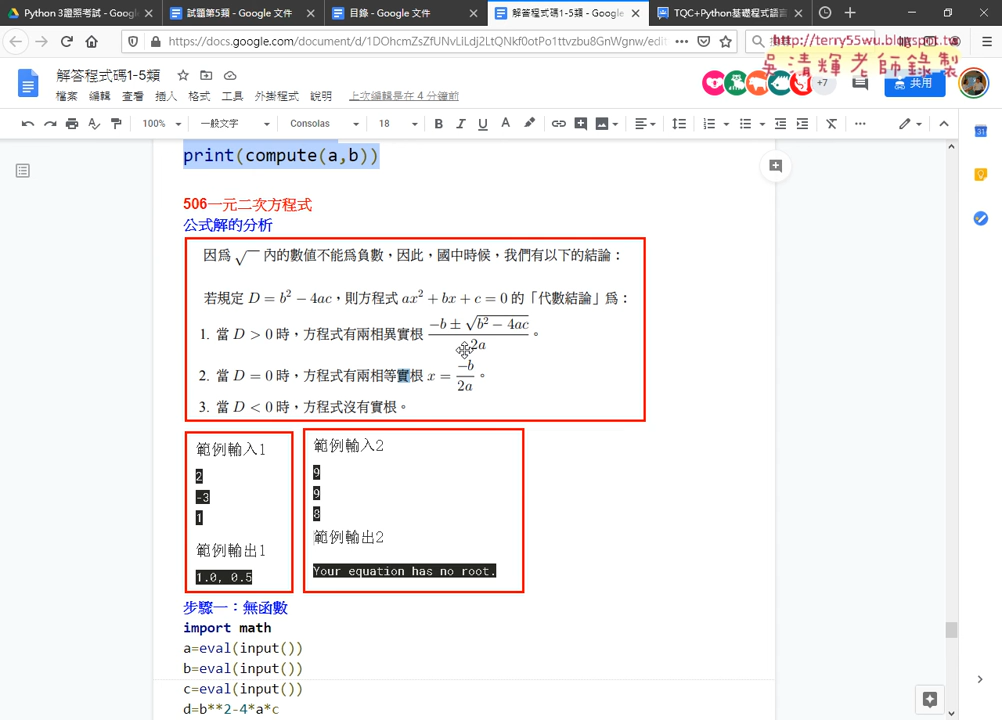 Python 3證照考試 - Google
試題第5類 - Google 文件
目錄 - Google 文件
解答程式碼1-5類 - Google
TQC+Python基礎程式語言
https://docs.google.com/document/d/1DOhcmZsZfUNvLiLdj2LtQNkf0otPo1ttvzbu8GnWgnw/edi
http://terry55wu.blogspot.tw
吳清輝老師錄製
解答程式碼1-5類
檔案 編輯 查看 插入 格式 工具 外掛程式 說明 上次編輯是在 4 分鐘前
+7
共用
100% 一般文字 Consolas 18 B I U A
31
print(compute(a,b))
506一元二次方程式
公式解的分析
因為 √ 內的數值不能為負數，因此，國中時候，我們有以下的結論：
若規定 D = b² − 4ac，則方程式 ax² + bx + c = 0 的「代數結論」為：
1. 當 D > 0 時，方程式有兩相異實根 (−b ± √(b² − 4ac))/2a。
2. 當 D = 0 時，方程式有兩相等實根 x = −b/2a。
3. 當 D < 0 時，方程式沒有實根。
範例輸入1
2
-3
1
範例輸出1
1.0, 0.5
範例輸入2
9
9
8
範例輸出2
Your equation has no root.
步驟一：無函數
import math
a=eval(input())
b=eval(input())
c=eval(input())
d=b**2-4*a*c